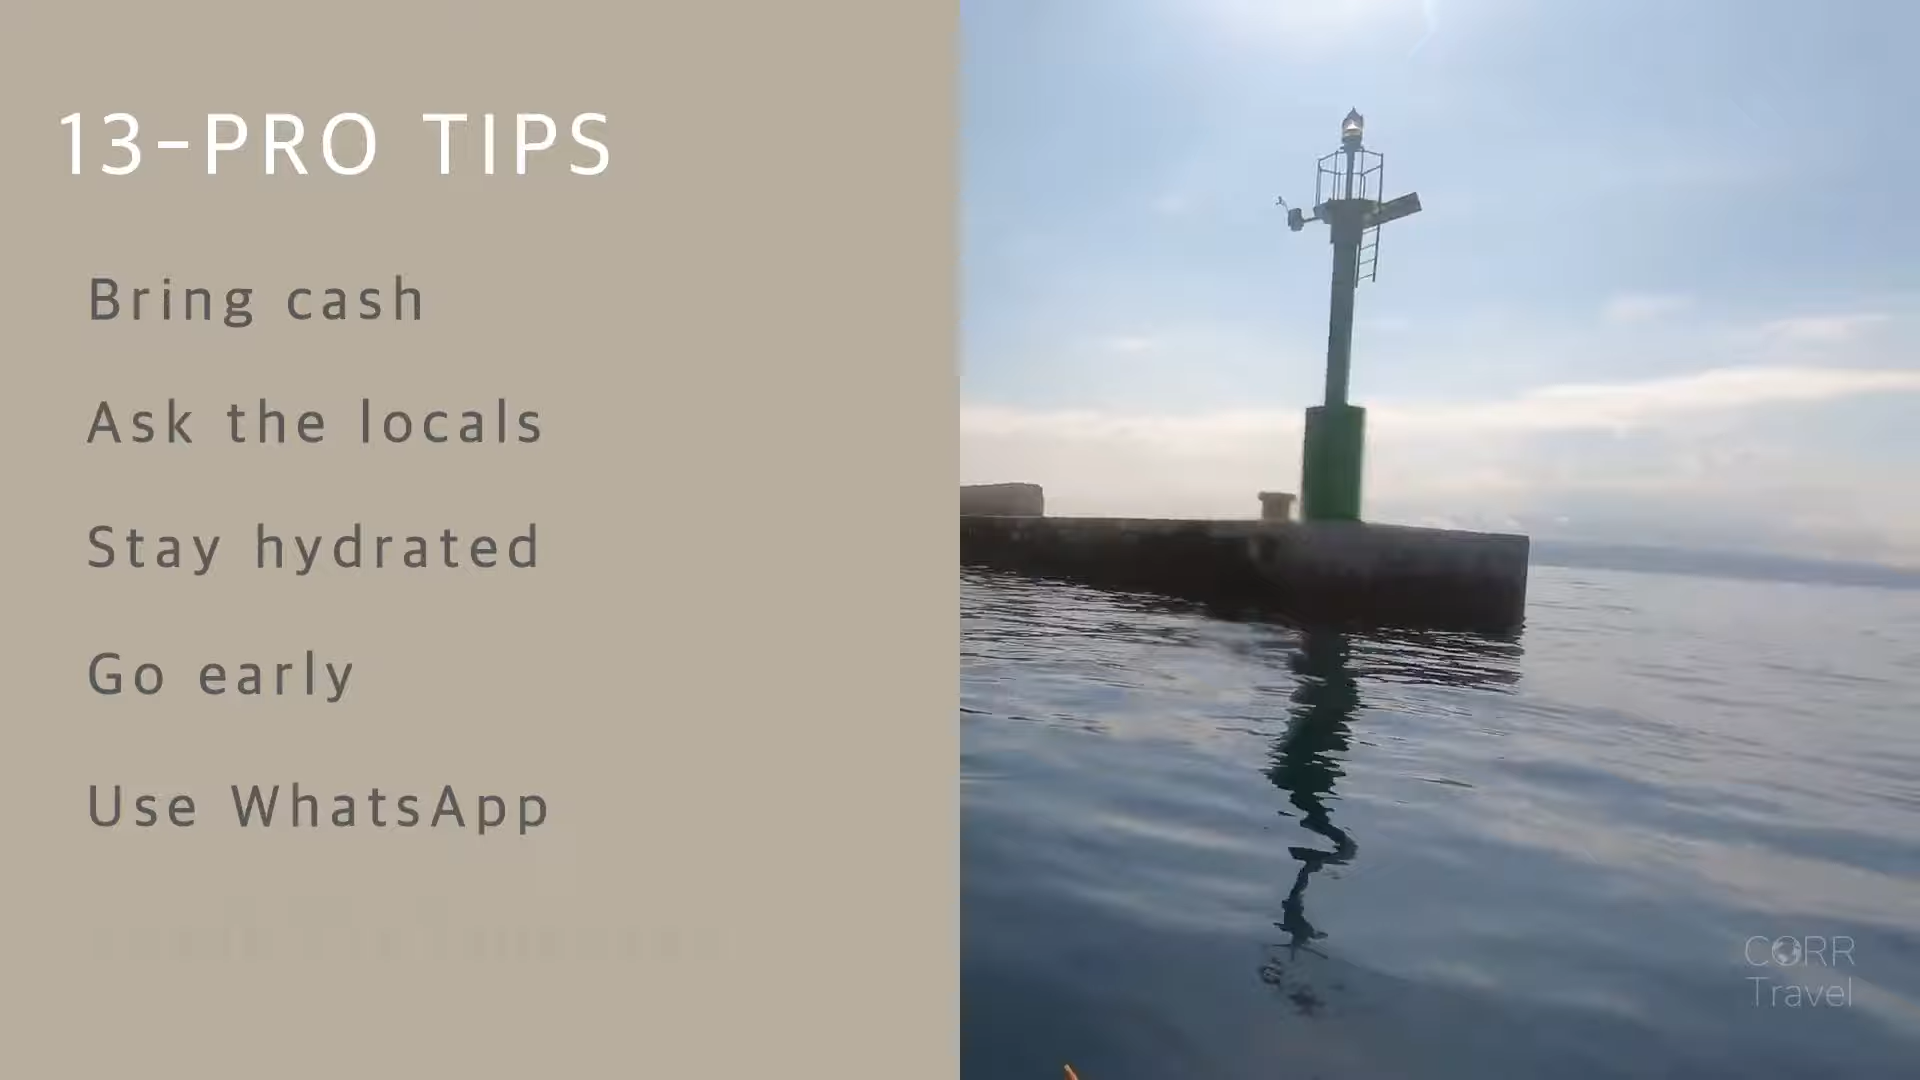 13-PRO TIPS
Bring cash
Ask the locals
Stay hydrated
Go early
Use WhatsApp
CORR
Travel